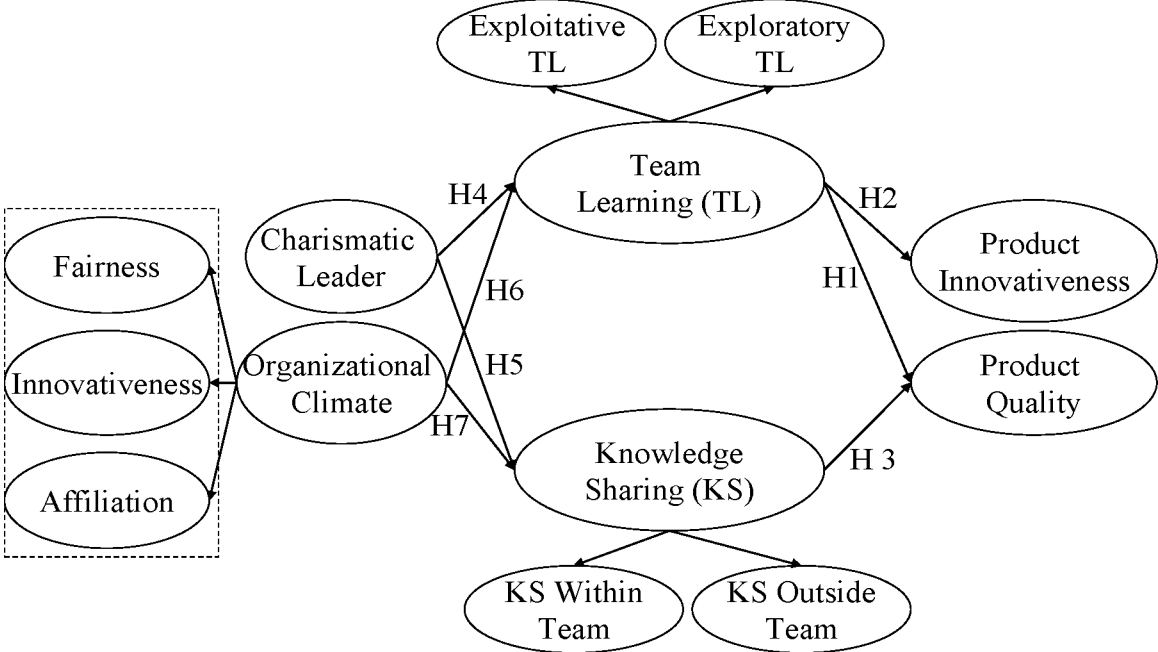 Exploitative
TL
Exploratory
TL
Team
Learning (TL)
H4
H2
Charismatic
Leader
Fairness
Product
Innovativeness
H6
H1
Organizational
Climate
Innovativeness
H5
Product
Quality
H7
Knowledge
Sharing (KS)
H 3
Affiliation
KS Within
Team
KS Outside
Team